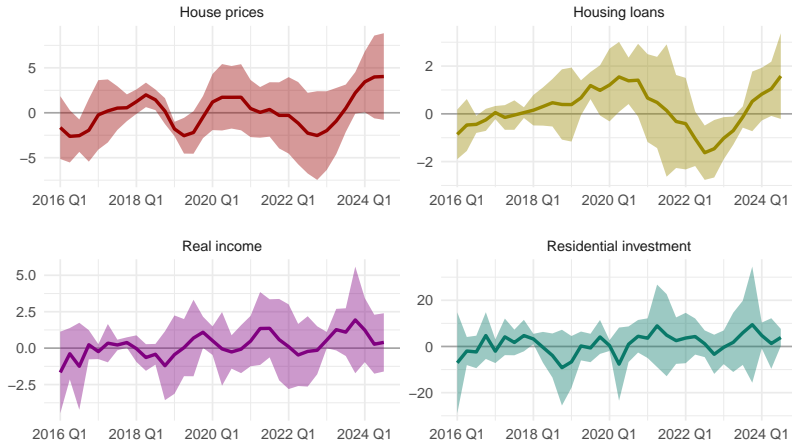 House prices
5
0
−5
2016 Q1 2018 Q1 2020 Q1 2022 Q1 2024 Q1
Housing loans
2
0
−2
2016 Q1 2018 Q1 2020 Q1 2022 Q1 2024 Q1
Real income
5.0
2.5
0.0
−2.5
2016 Q1 2018 Q1 2020 Q1 2022 Q1 2024 Q1
Residential investment
20
0
−20
2016 Q1 2018 Q1 2020 Q1 2022 Q1 2024 Q1